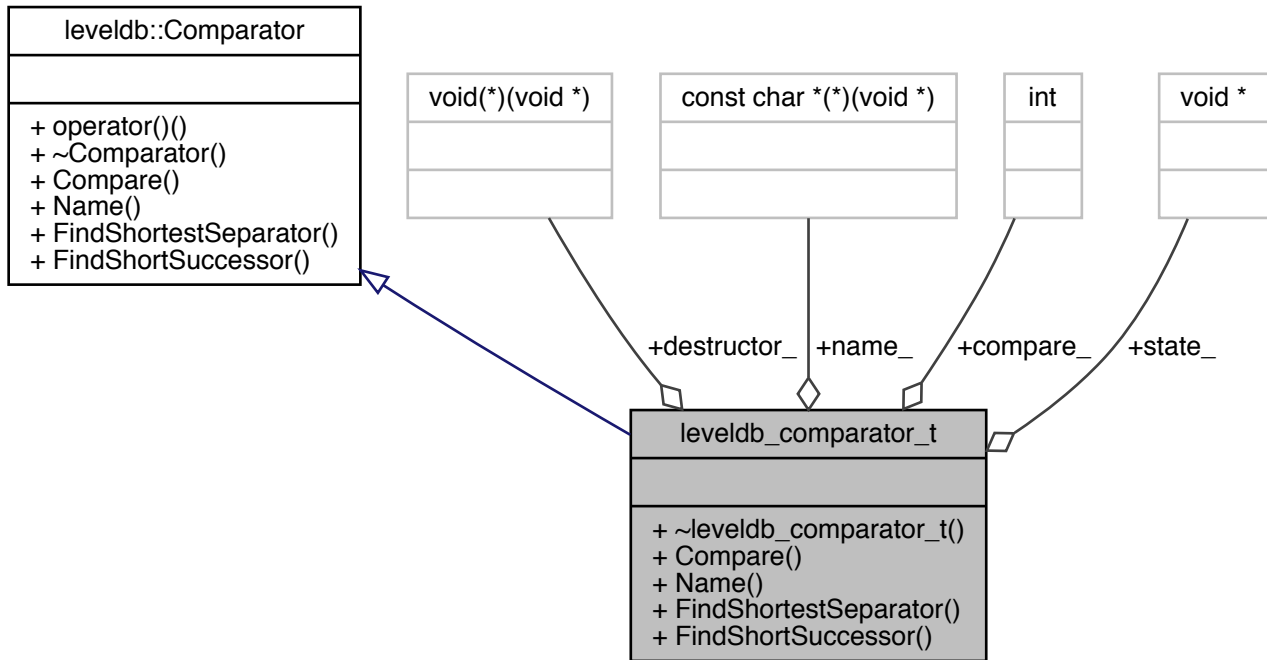 leveldb::Comparator
+ operator()()
+ ~Comparator()
+ Compare()
+ Name()
+ FindShortestSeparator()
+ FindShortSuccessor()
void(*)(void *)
const char *(*)(void *)
int
void *
+destructor_
+name_
+compare_
+state_
leveldb_comparator_t
+ ~leveldb_comparator_t()
+ Compare()
+ Name()
+ FindShortestSeparator()
+ FindShortSuccessor()